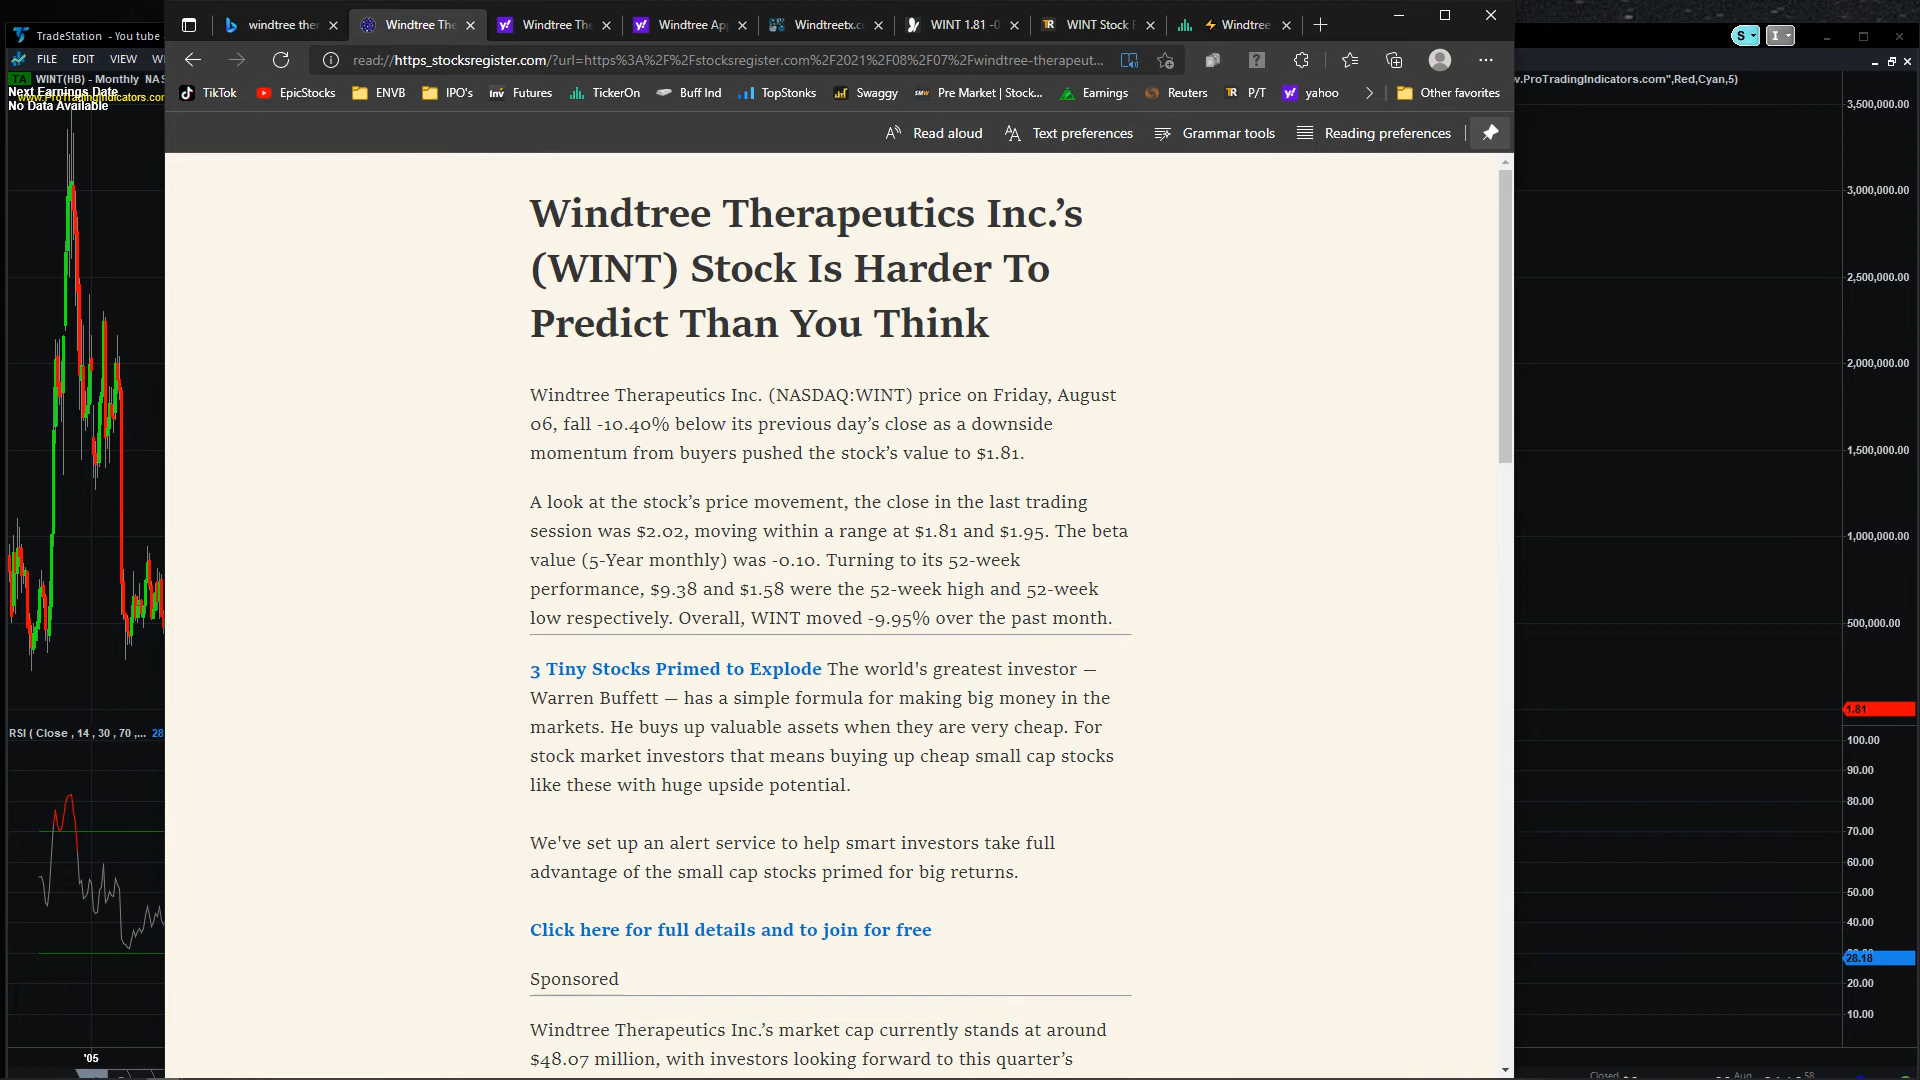 TradeStation - You tube -
FILE EDIT VIEW
TA WINT(HB) - Monthly NAS
Next Earnings Date
www.ProTradingIndicators.com
No Data Available
windtree ther
Windtree The
Windtree The
Windtree Ap
Windtreetx.c
WINT 1.81
WINT Stock
Windtree
read://https_stocksregister.com/?url=https%3A%2F%2Fstocksregister.com%2F2021%2F08%2F07%2Fwindtree-therapeut...
TikTok EpicStocks ENVB IPO's Futures TickerOn Buff Ind TopStonks Swaggy Pre Market | Stock... Earnings Reuters P/T yahoo Other favorites
Read aloud Text preferences Grammar tools Reading preferences
Windtree Therapeutics Inc.’s
(WINT) Stock Is Harder To
Predict Than You Think
Windtree Therapeutics Inc. (NASDAQ:WINT) price on Friday, August
06, fall -10.40% below its previous day’s close as a downside
momentum from buyers pushed the stock’s value to $1.81.
A look at the stock’s price movement, the close in the last trading
session was $2.02, moving within a range at $1.81 and $1.95. The beta
value (5-Year monthly) was -0.10. Turning to its 52-week
performance, $9.38 and $1.58 were the 52-week high and 52-week
low respectively. Overall, WINT moved -9.95% over the past month.
3 Tiny Stocks Primed to Explode The world's greatest investor —
Warren Buffett — has a simple formula for making big money in the
markets. He buys up valuable assets when they are very cheap. For
stock market investors that means buying up cheap small cap stocks
like these with huge upside potential.
We've set up an alert service to help smart investors take full
advantage of the small cap stocks primed for big returns.
Click here for full details and to join for free
Sponsored
Windtree Therapeutics Inc.’s market cap currently stands at around
$48.07 million, with investors looking forward to this quarter’s
RSI ( Close , 14 , 30 , 70 ,... 28
'05
S
I
v.ProTradingIndicators.com",Red,Cyan,5)
3,500,000.00
3,000,000.00
2,500,000.00
2,000,000.00
1,500,000.00
1,000,000.00
500,000.00
1.81
100.00
90.00
80.00
70.00
60.00
50.00
40.00
28.18
20.00
10.00
Closed
Aug